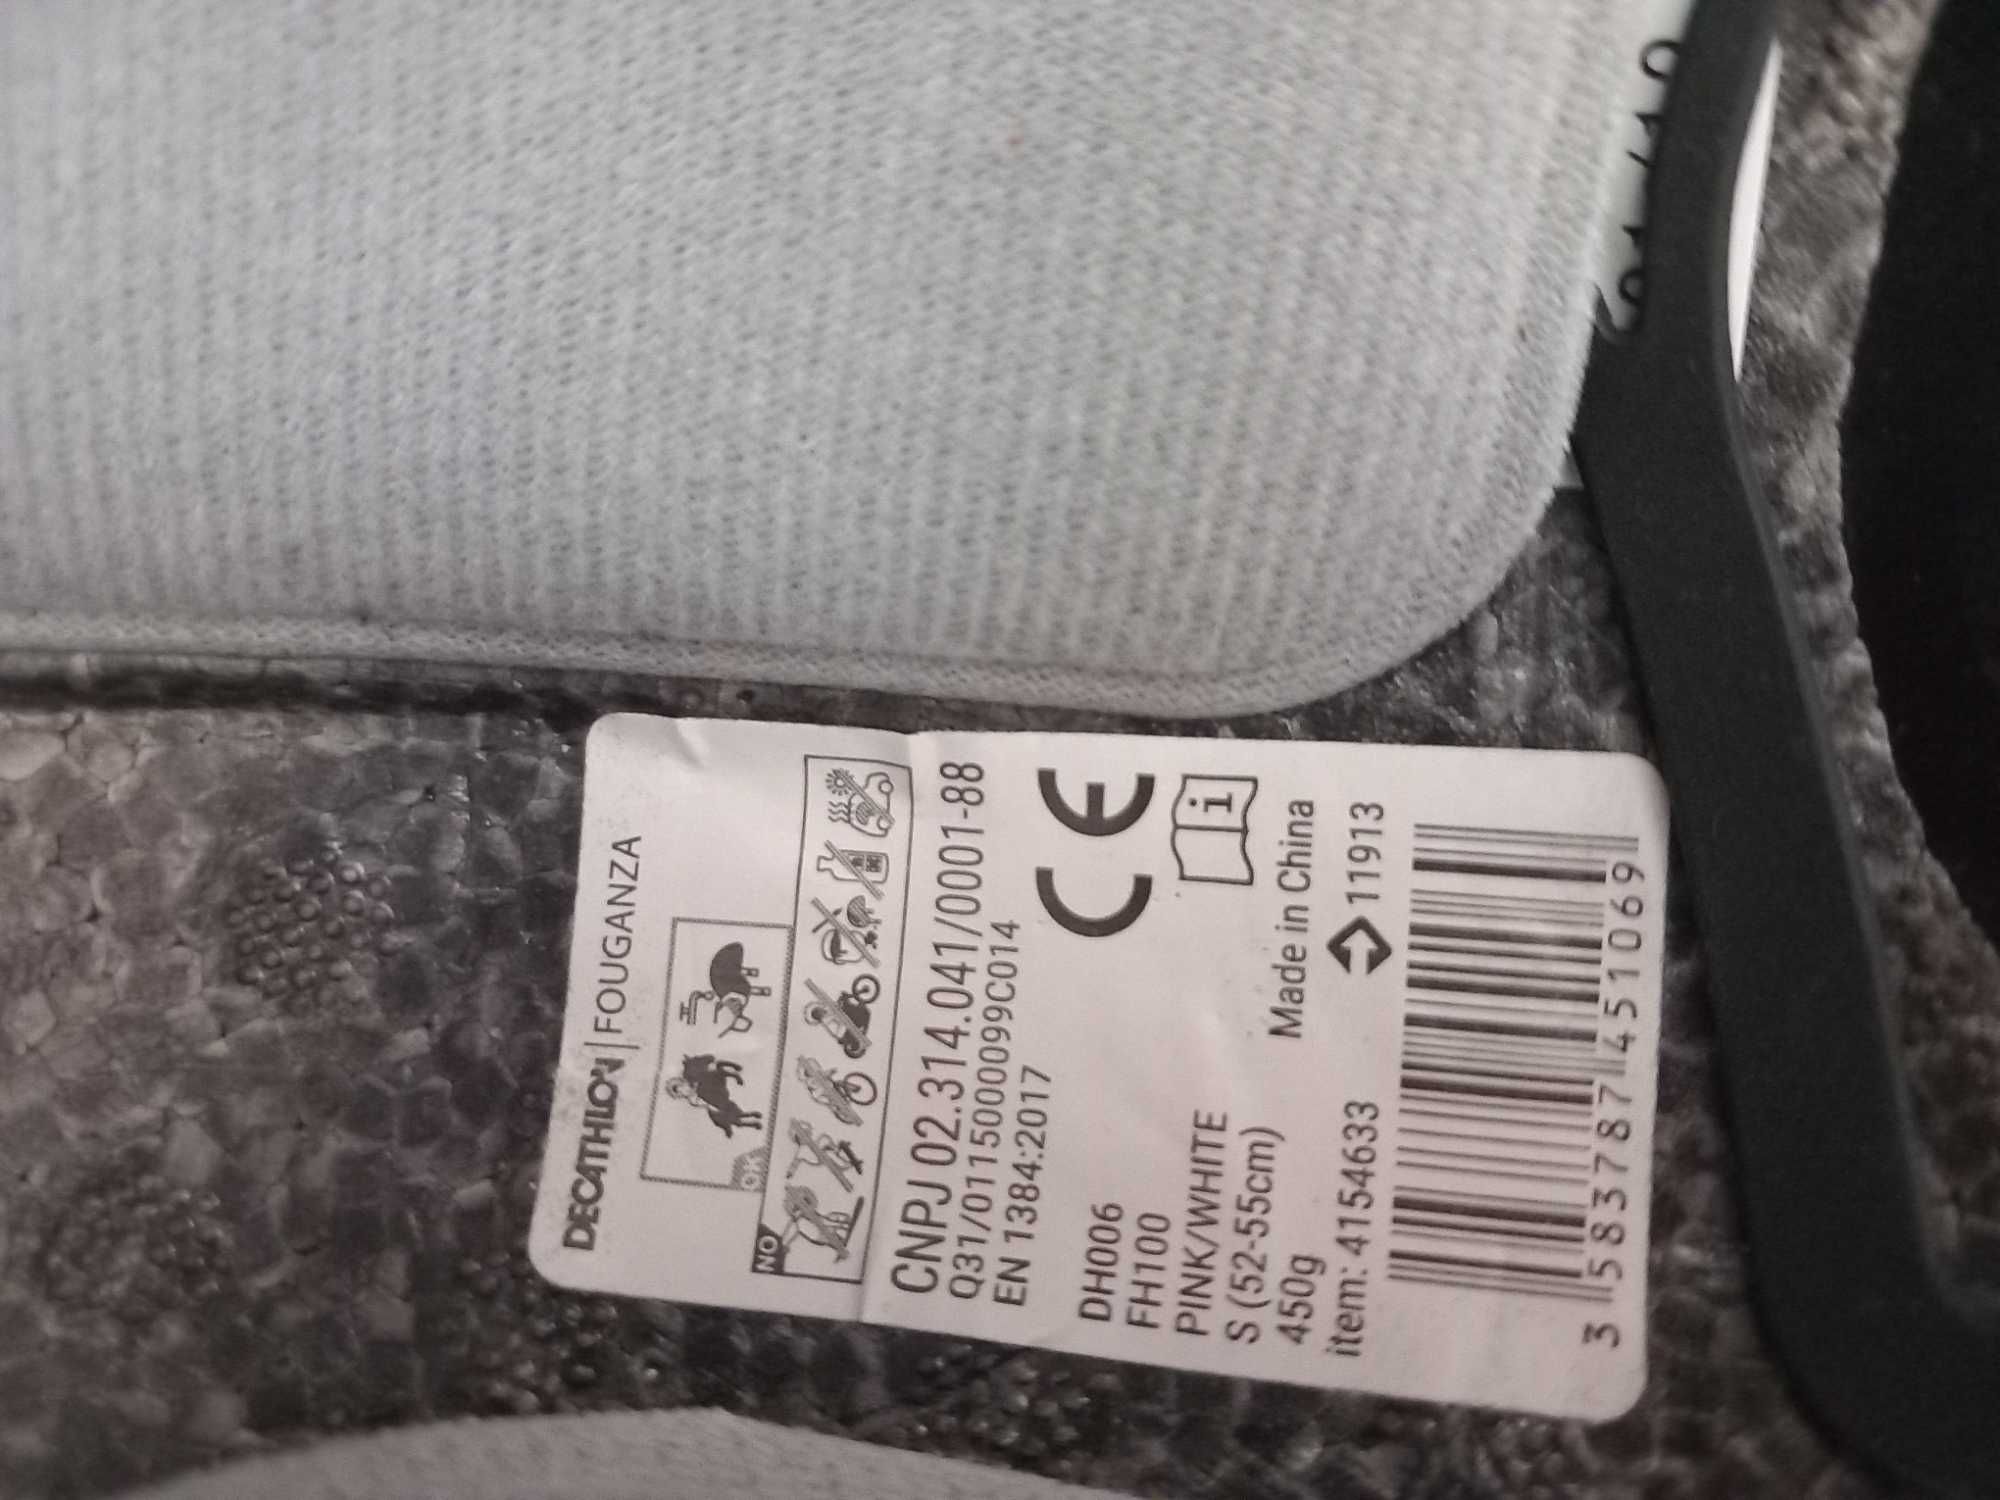 DECATHLON | FOUGANZA
OK
NO
CNPJ 02.314.041/0001-88
Q31/0115000099C014
EN 1384:2017
DH006
FH100
PINK/WHITE
S (52-55cm)
450g
Made in China
item: 4154633
11913
3 583787 451069